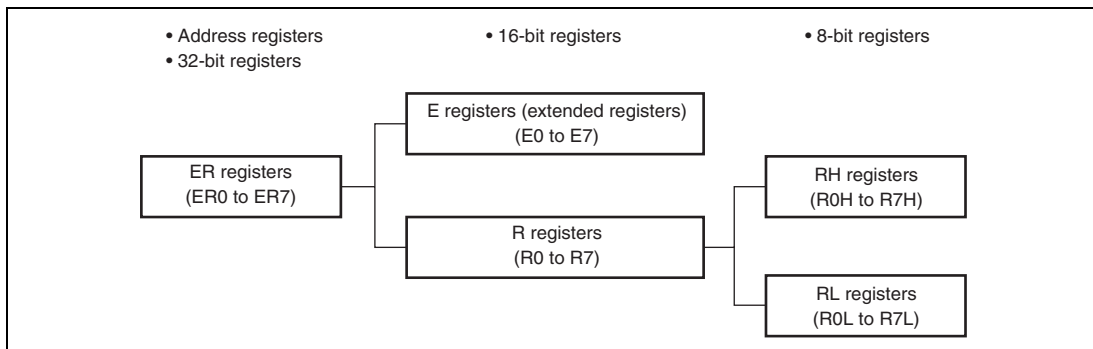 • Address registers
• 32-bit registers
• 16-bit registers
• 8-bit registers
E registers (extended registers)
(E0 to E7)
ER registers
(ER0 to ER7)
RH registers
(R0H to R7H)
R registers
(R0 to R7)
RL registers
(R0L to R7L)